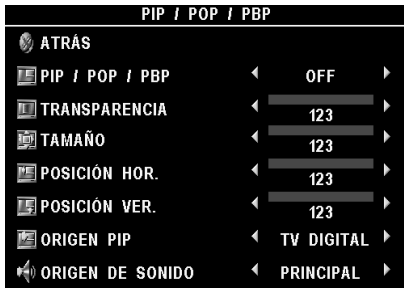 PIP / POP / PBP
ATRÁS
PIP / POP / PBP OFF
TRANSPARENCIA 123
TAMAÑO 123
POSICIÓN HOR. 123
POSICIÓN VER. 123
ORIGEN PIP TV DIGITAL
ORIGEN DE SONIDO PRINCIPAL